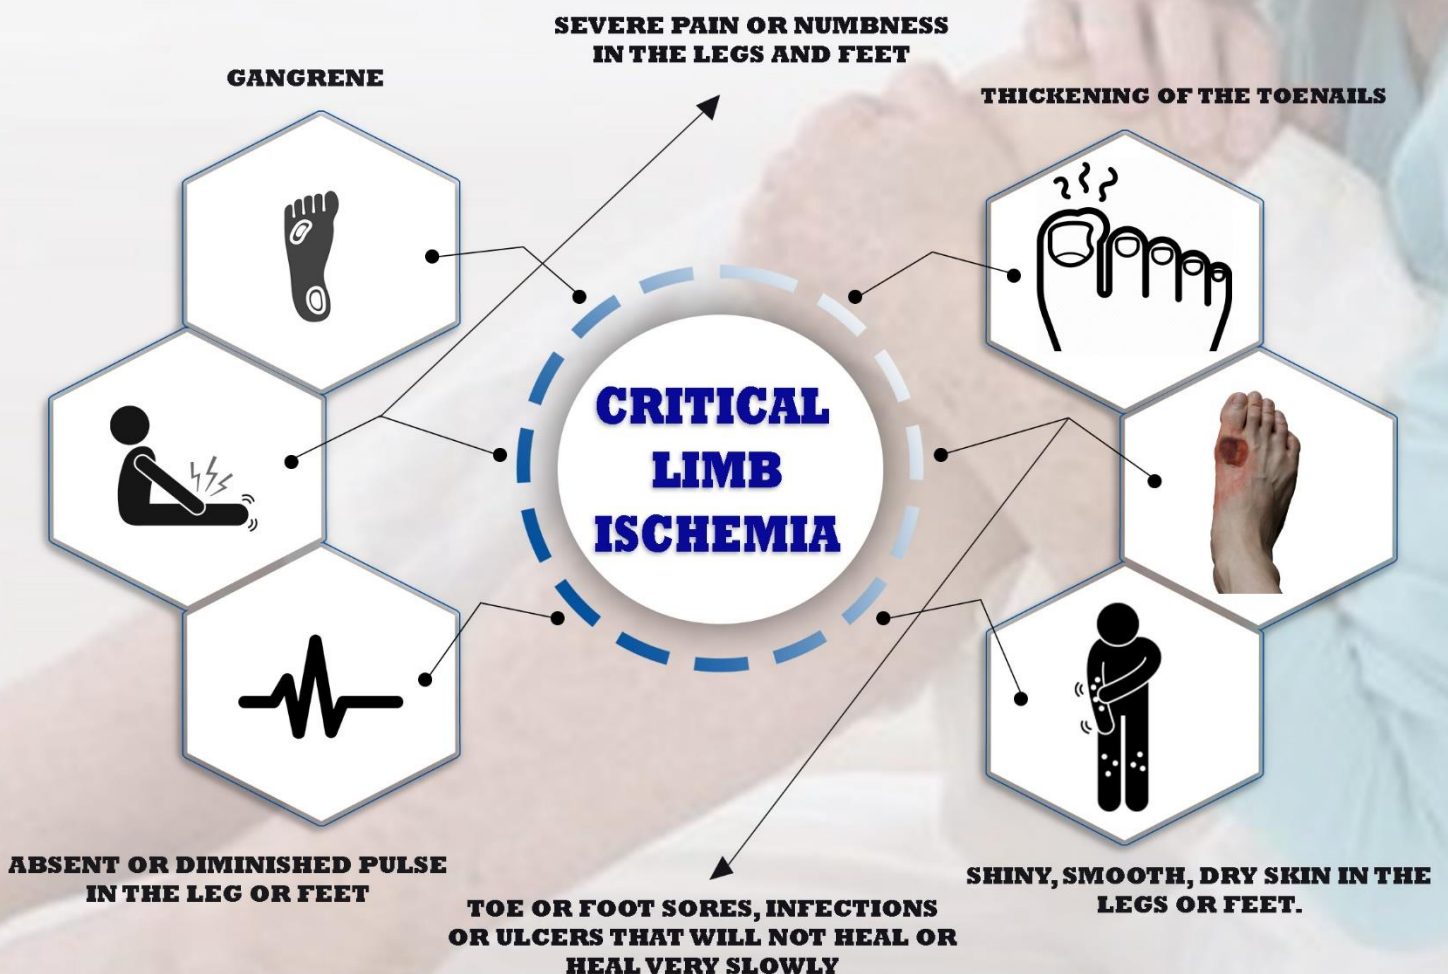 SEVERE PAIN OR NUMBNESS
IN THE LEGS AND FEET
GANGRENE
THICKENING OF THE TOENAILS
CRITICAL
LIMB
ISCHEMIA
ABSENT OR DIMINISHED PULSE
IN THE LEG OR FEET
TOE OR FOOT SORES, INFECTIONS
OR ULCERS THAT WILL NOT HEAL OR
HEAL VERY SLOWLY
SHINY, SMOOTH, DRY SKIN IN THE
LEGS OR FEET.